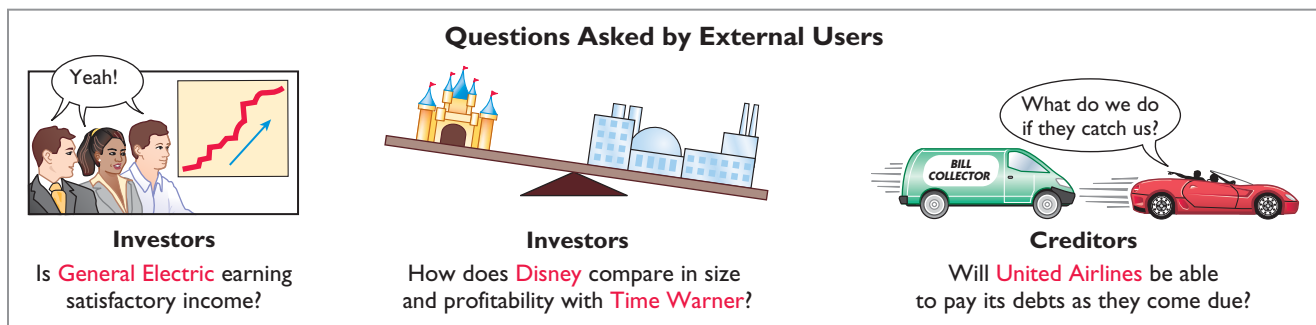 Questions Asked by External Users
Yeah!
Investors
Is General Electric earning
satisfactory income?
Investors
How does Disney compare in size
and profitability with Time Warner?
What do we do
if they catch us?
BILL
COLLECTOR
Creditors
Will United Airlines be able
to pay its debts as they come due?